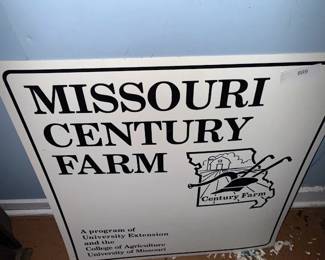 MISSOURI
CENTURY
FARM
Century Farm
A program of
University Extension
and the
College of Agriculture
University of Missouri